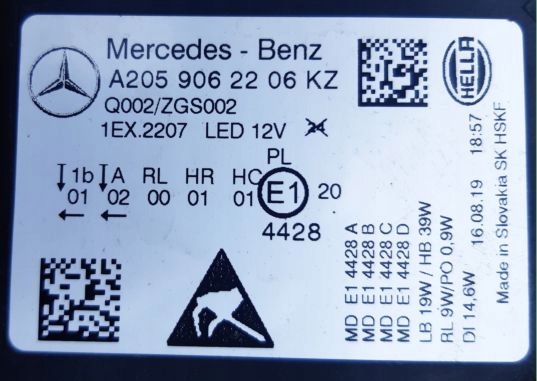 Mercedes - Benz
A205 906 22 06 KZ
Q002/ZGS002
1EX.2207 LED 12V 24
HELLA
PL
1b A RL HR HC E1 20
01 02 00 01 01
4428
MD E1 4428 A
MD E1 4428 B
MD E1 4428 C
MD E1 4428 D
LB 19W / HB 39W
RL 9W/PO 0,9W
DI 14,6W 16.08.19 18:57
Made in Slovakia SK HSKF